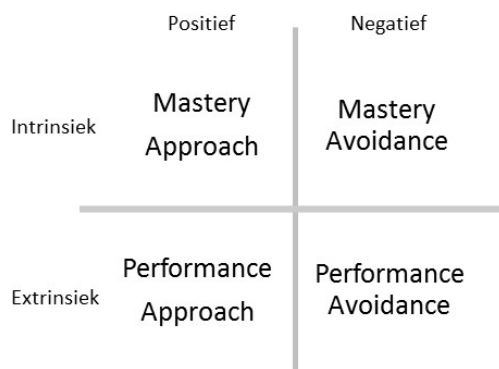 Positief
Negatief
Intrinsiek
Mastery
Approach
Mastery
Avoidance
Extrinsiek
Performance
Approach
Performance
Avoidance